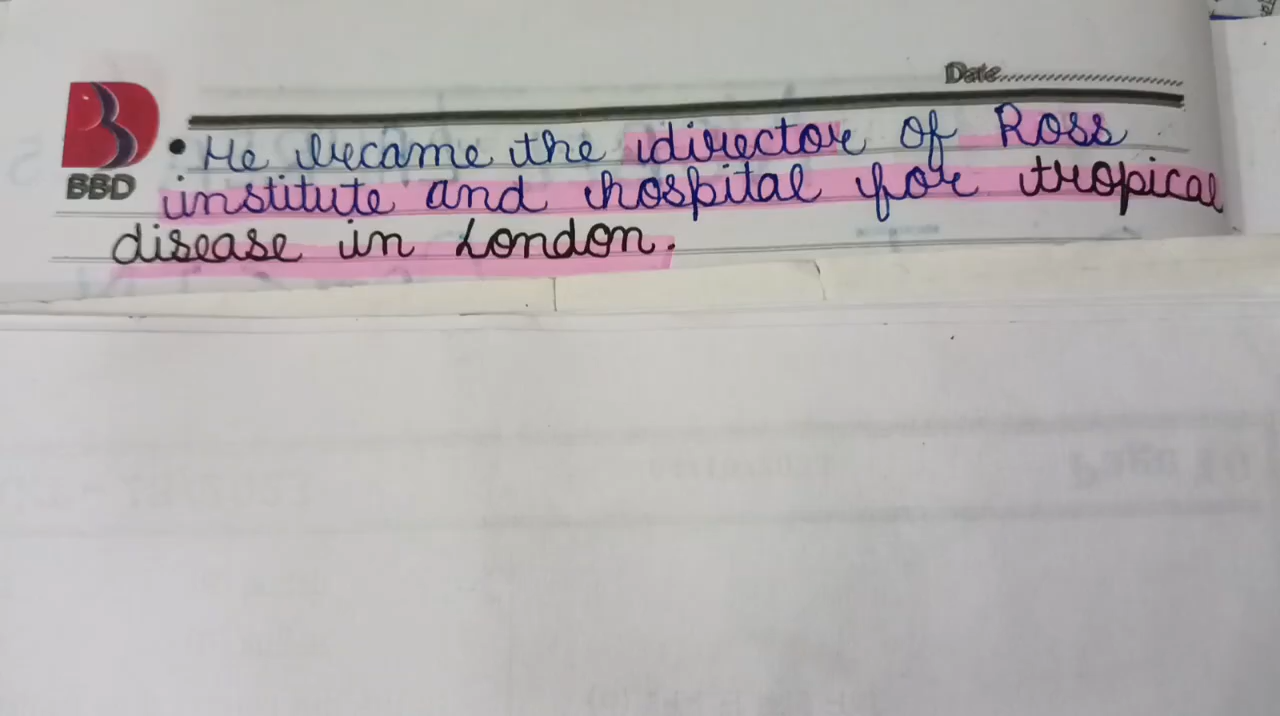 Date
BBD
• He became the director of Ross
institute and hospital for tropical
disease in London.